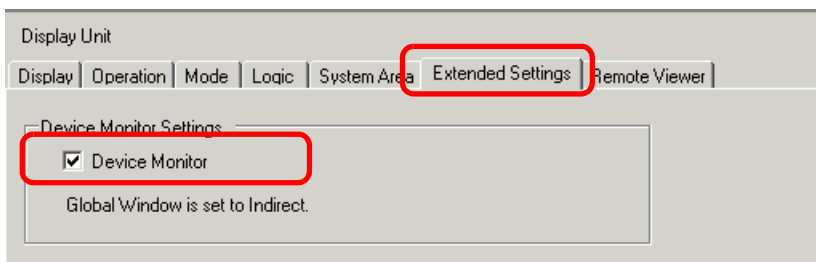 Display Unit
Display Operation Mode Logic System Area Extended Settings Remote Viewer
Device Monitor Settings
Device Monitor
Global Window is set to Indirect.